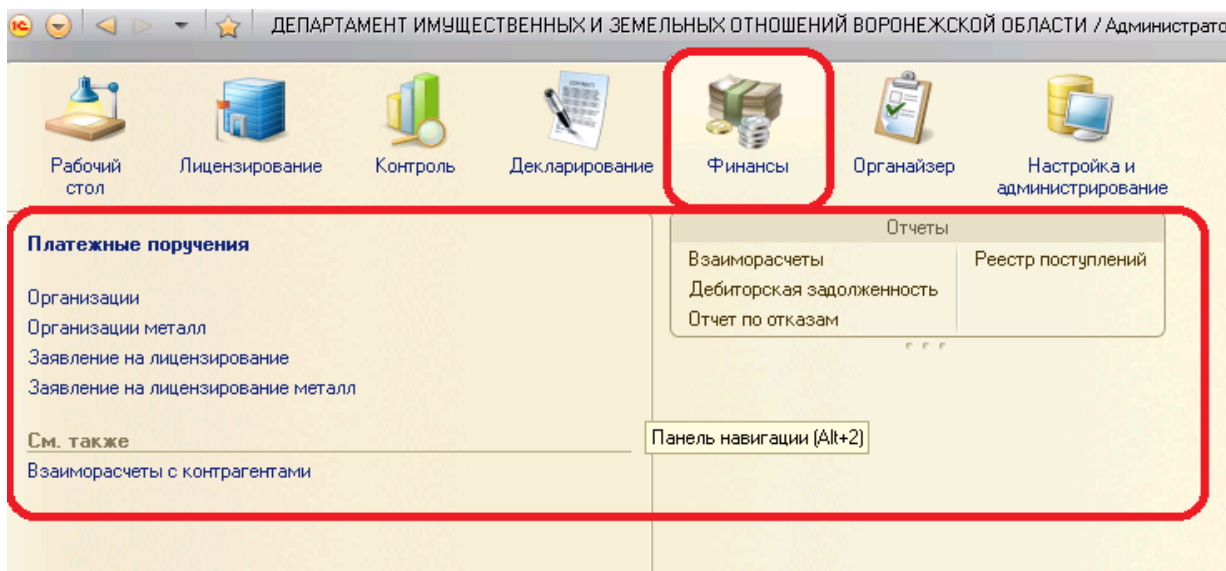 1С ДЕПАРТАМЕНТ ИМУЩЕСТВЕННЫХ И ЗЕМЕЛЬНЫХ ОТНОШЕНИЙ ВОРОНЕЖСКОЙ ОБЛАСТИ / Администрато
Рабочий стол
Лицензирование
Контроль
Декларирование
Финансы
Органайзер
Настройка и администрирование
Платежные поручения
Организации
Организации металл
Заявление на лицензирование
Заявление на лицензирование металл
См. также
Взаиморасчеты с контрагентами
Отчеты
Взаиморасчеты
Дебиторская задолженность
Отчет по отказам
Реестр поступлений
Панель навигации (Alt+2)